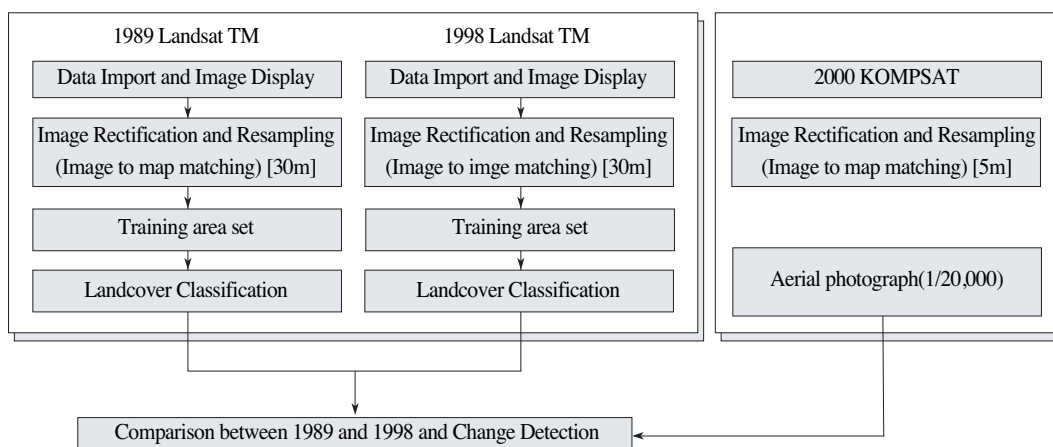 1989 Landsat TM
Data Import and Image Display
Image Rectification and Resampling
(Image to map matching) [30m]
Training area set
Landcover Classification
1998 Landsat TM
Data Import and Image Display
Image Rectification and Resampling
(Image to imge matching) [30m]
Training area set
Landcover Classification
2000 KOMPSAT
Image Rectification and Resampling
(Image to map matching) [5m]
Aerial photograph(1/20,000)
Comparison between 1989 and 1998 and Change Detection